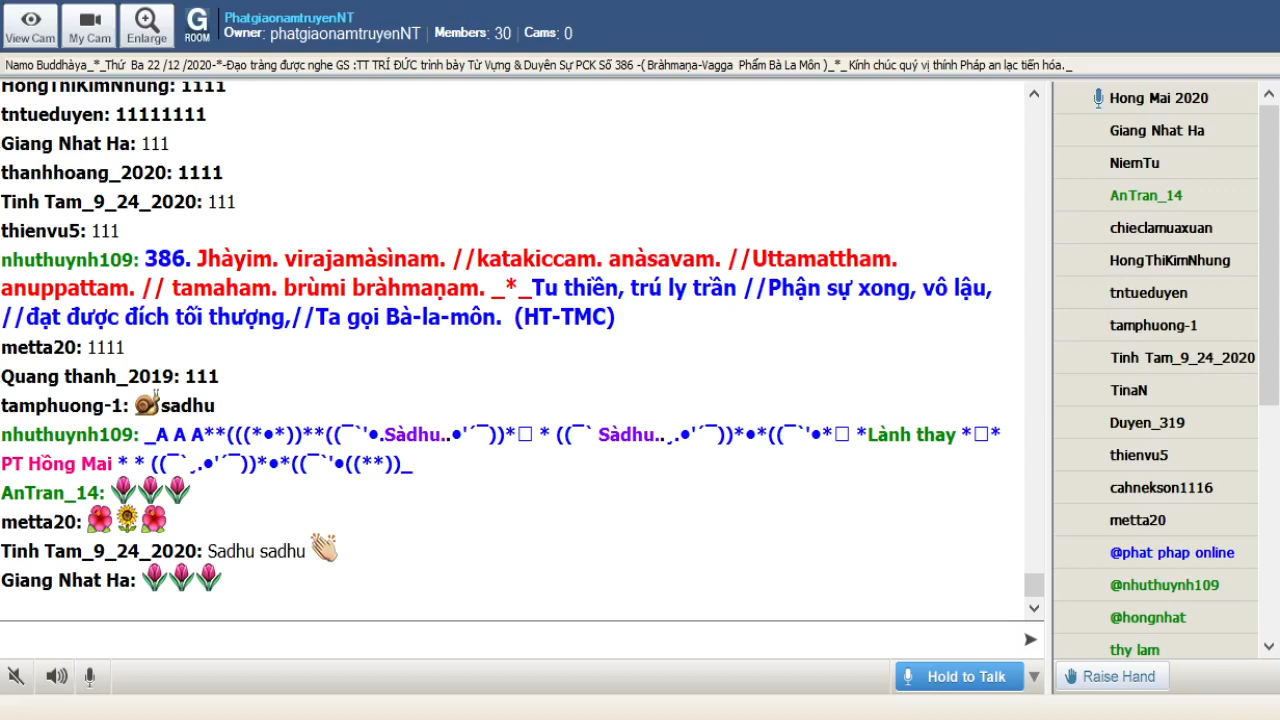 View Cam
My Cam
Enlarge
G ROOM
PhatgiaonamtruyenNT
Owner: phatgiaonamtruyenNT | Members: 30 | Cams: 0
Namo Buddhàya_*_Thứ Ba 22 /12 /2020-*-Đạo tràng được nghe GS :TT TRÍ ĐỨC trình bày Từ Vựng & Duyên Sự PCK Số 386 -( Bràhmaṇa-Vagga Phẩm Bà La Môn )_*_ Kính chúc quý vị thính Pháp an lạc tiến hóa._
HongThiKimNhung: 1111
tntueduyen: 11111111
Giang Nhat Ha: 111
thanhhoang_2020: 1111
Tinh Tam_9_24_2020: 111
thienvu5: 111
nhuthuynh109: 386. Jhàyim. virajamàsìnam. //katakiccam. anàsavam. //Uttamattham.
anuppattam. // tamaham. brùmi bràhmaṇam. _*_Tu thiền, trú ly trần //Phận sự xong, vô lậu,
//đạt được đích tối thượng,//Ta gọi Bà-la-môn. (HT-TMC)
metta20: 1111
Quang thanh_2019: 111
tamphuong-1: sadhu
nhuthuynh109: _A A A**(((*•*))**((¯`'•.Sàdhu..•'´¯))*□ * ((¯` Sàdhu..¸.•'´¯))*•*((¯`'•*□ *Lành thay *□*
PT Hồng Mai * * ((¯`¸.•'´¯))*•*((¯`'•((**))_
AnTran_14:
metta20:
Tinh Tam_9_24_2020: Sadhu sadhu
Giang Nhat Ha:
Hold to Talk
Hong Mai 2020
Giang Nhat Ha
NiemTu
AnTran_14
chieclamuaxuan
HongThiKimNhung
tntueduyen
tamphuong-1
Tinh Tam_9_24_2020
TinaN
Duyen_319
thienvu5
cahnekson1116
metta20
@phat phap online
@nhuthuynh109
@hongnhat
thy lam
Raise Hand